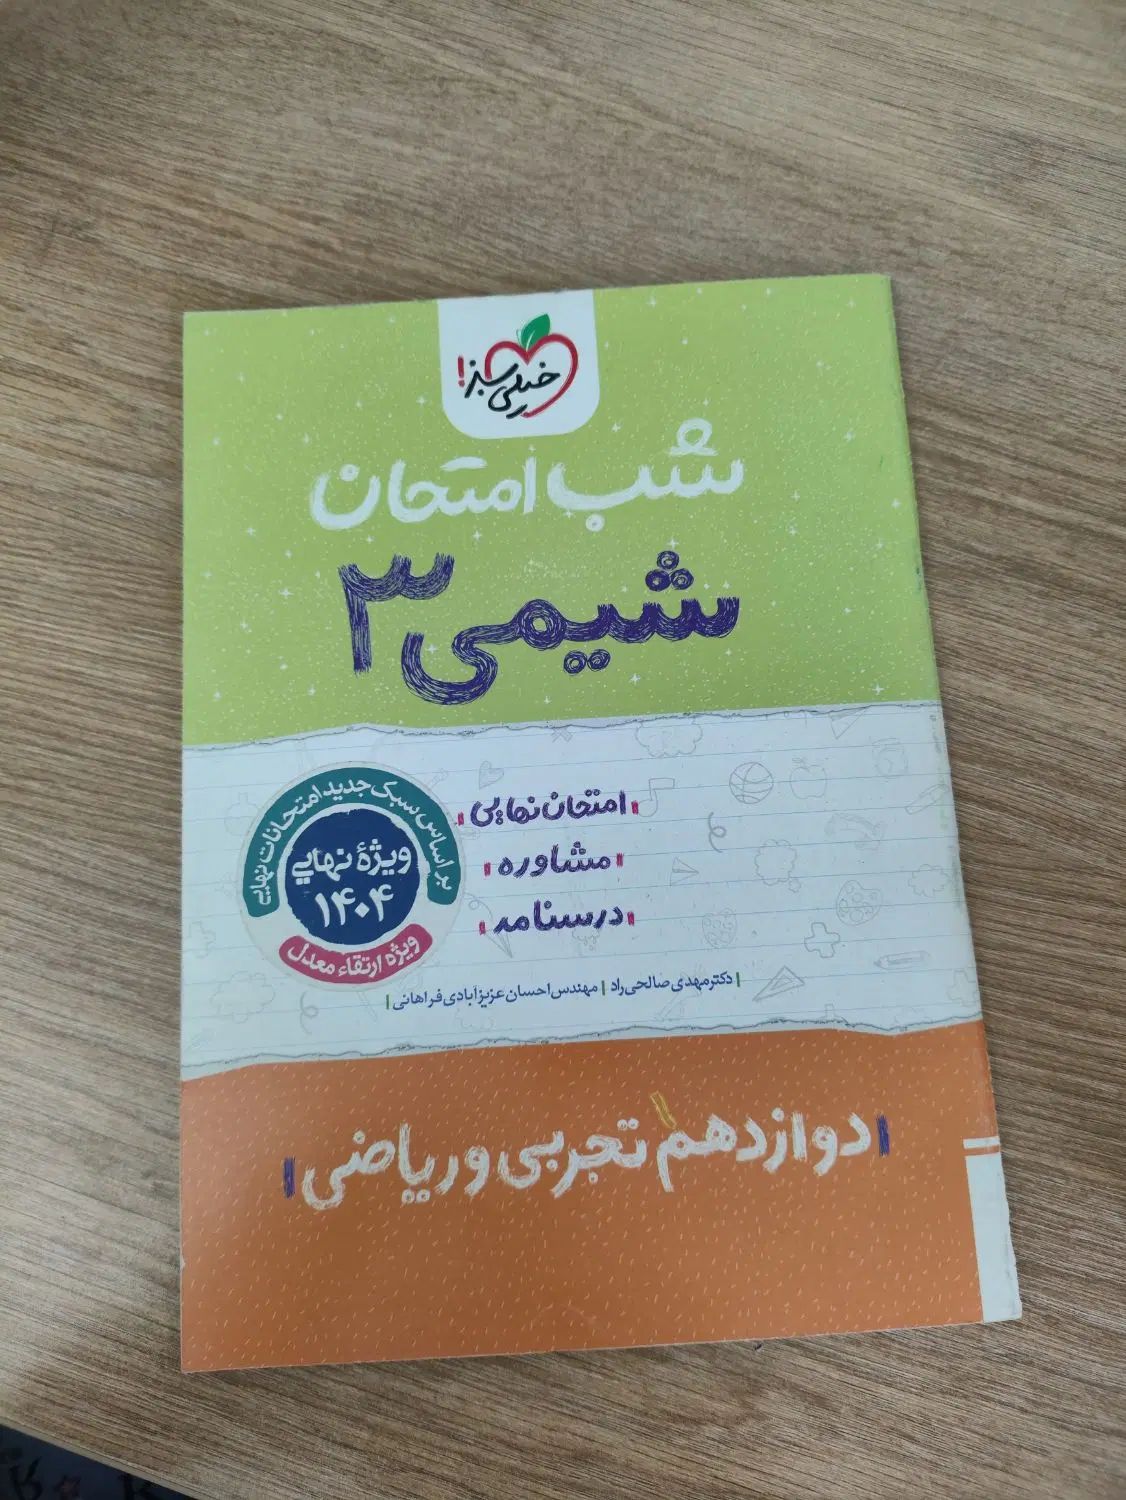 خیلی سبز!
شب امتحان
شیمی ۳
امتحان نهایی
مشاوره
درسنامه
بر اساس سبک جدید امتحانات نهایی
ویژۀ نهایی
۱۴۰۴
ویژه ارتقاء معدل
| دکتر مهدی صالحی راد | مهندس احسان عزیزآبادی فراهانی |
دوازدهم تجربی و ریاضی